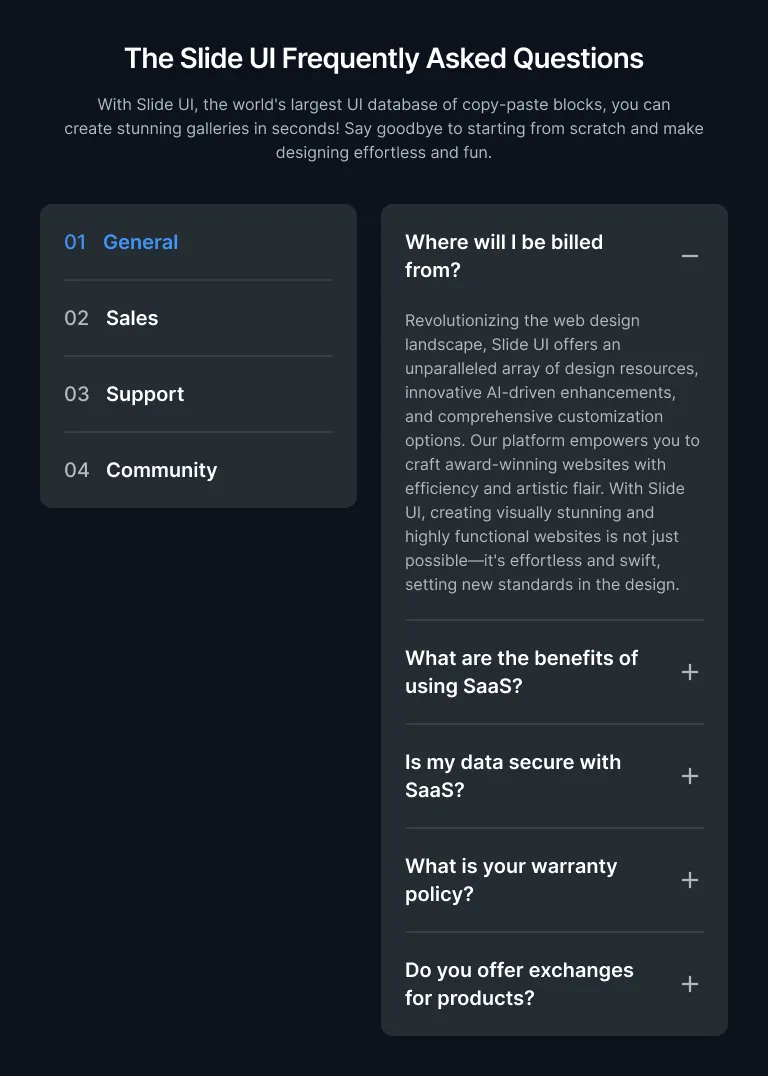 The Slide UI Frequently Asked Questions
With Slide UI, the world's largest UI database of copy-paste blocks, you can
create stunning galleries in seconds! Say goodbye to starting from scratch and make
designing effortless and fun.
01 General
02 Sales
03 Support
04 Community
Where will I be billed
from?
Revolutionizing the web design
landscape, Slide UI offers an
unparalleled array of design resources,
innovative AI-driven enhancements,
and comprehensive customization
options. Our platform empowers you to
craft award-winning websites with
efficiency and artistic flair. With Slide
UI, creating visually stunning and
highly functional websites is not just
possible—it's effortless and swift,
setting new standards in the design.
What are the benefits of
using SaaS?
Is my data secure with
SaaS?
What is your warranty
policy?
Do you offer exchanges
for products?